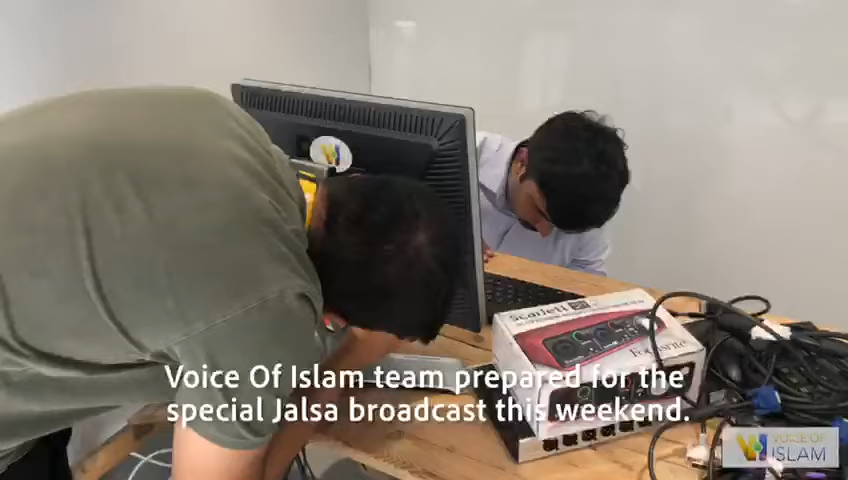 Scarlett
Focusrite
Voice Of Islam team prepared for the
special Jalsa broadcast this weekend.
VOICE OF
ISLAM